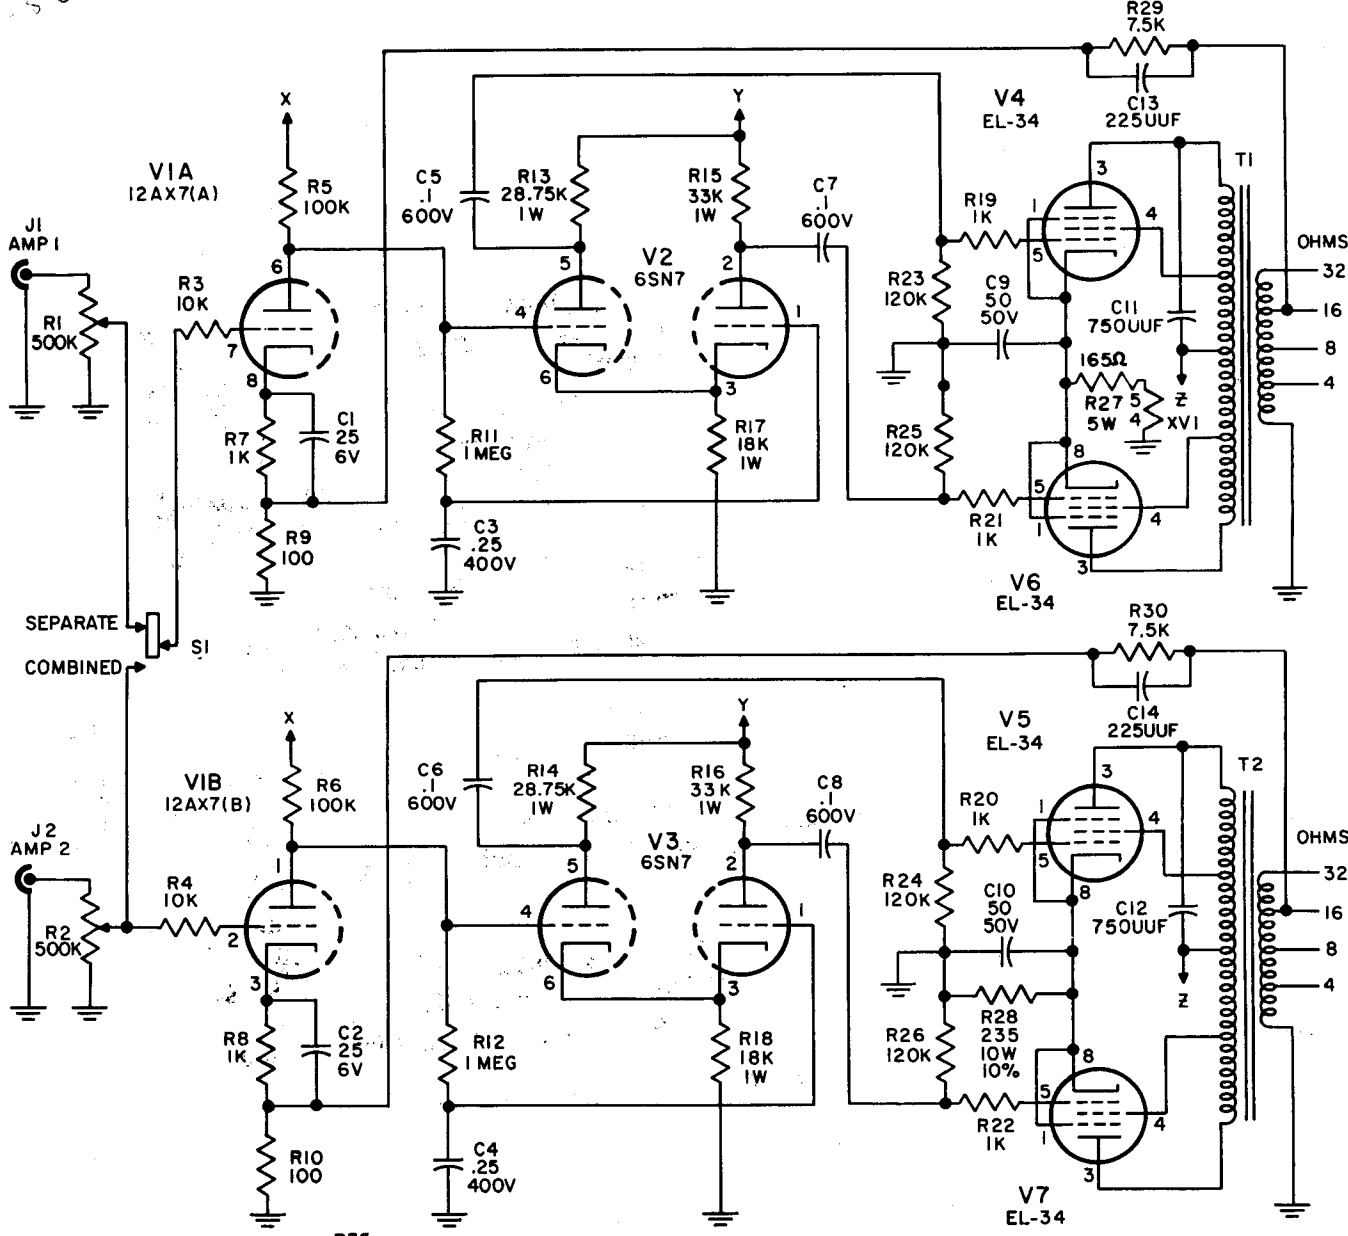 R29
7.5K
C13
225UUF
V4
EL-34
X
Y
V1A
12AX7(A)
R5
100K
C5
.1
600V
R13
28.75K
1W
R15
33K
1W
C7
.1
600V
R19
1K
3
1
5
4
T1
J1
AMP 1
R3
10K
6
7
8
V2
6SN7
5
4
6
2
1
3
R23
120K
C9
50
50V
C11
750UUF
OHMS
32
16
8
4
R1
500K
165Ω
R27
5W
5
4
XV1
Z
R7
1K
C1
25
6V
R11
1 MEG
R17
18K
1W
R25
120K
8
5
1
4
3
R21
1K
R9
100
C3
.25
400V
V6
EL-34
SEPARATE
COMBINED
S1
R30
7.5K
C14
225UUF
V5
EL-34
X
Y
V1B
12AX7(B)
R6
100K
C6
.1
600V
R14
28.75K
1W
R16
33K
1W
C8
.1
600V
R20
1K
3
1
5
4
8
T2
J2
AMP 2
R4
10K
1
2
3
V3
6SN7
5
4
6
2
1
3
R24
120K
C10
50
50V
C12
750UUF
OHMS
32
16
8
4
R2
500K
Z
R8
1K
C2
25
6V
R12
1 MEG
R18
18K
1W
R26
120K
R28
235
10W
10%
8
5
1
4
3
R22
1K
R10
100
C4
.25
400V
V7
EL-34